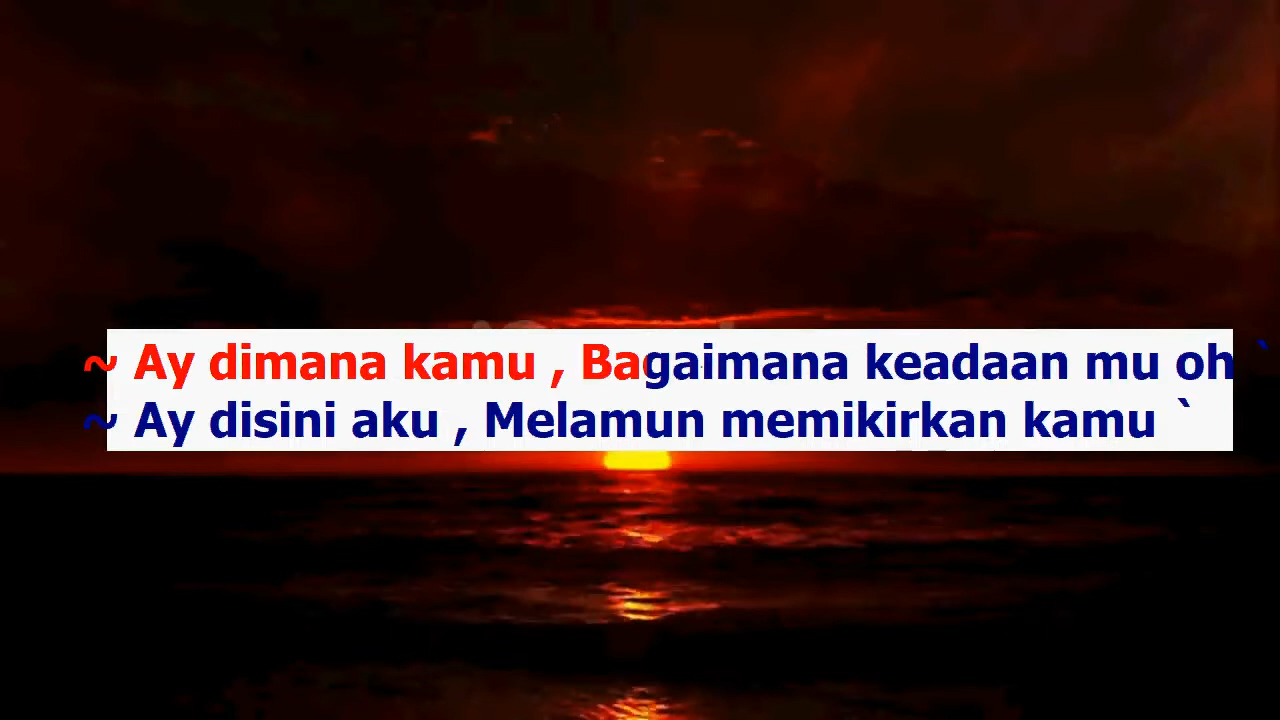 ~ Ay dimana kamu , Bagaimana keadaan mu oh `
~ Ay disini aku , Melamun memikirkan kamu `